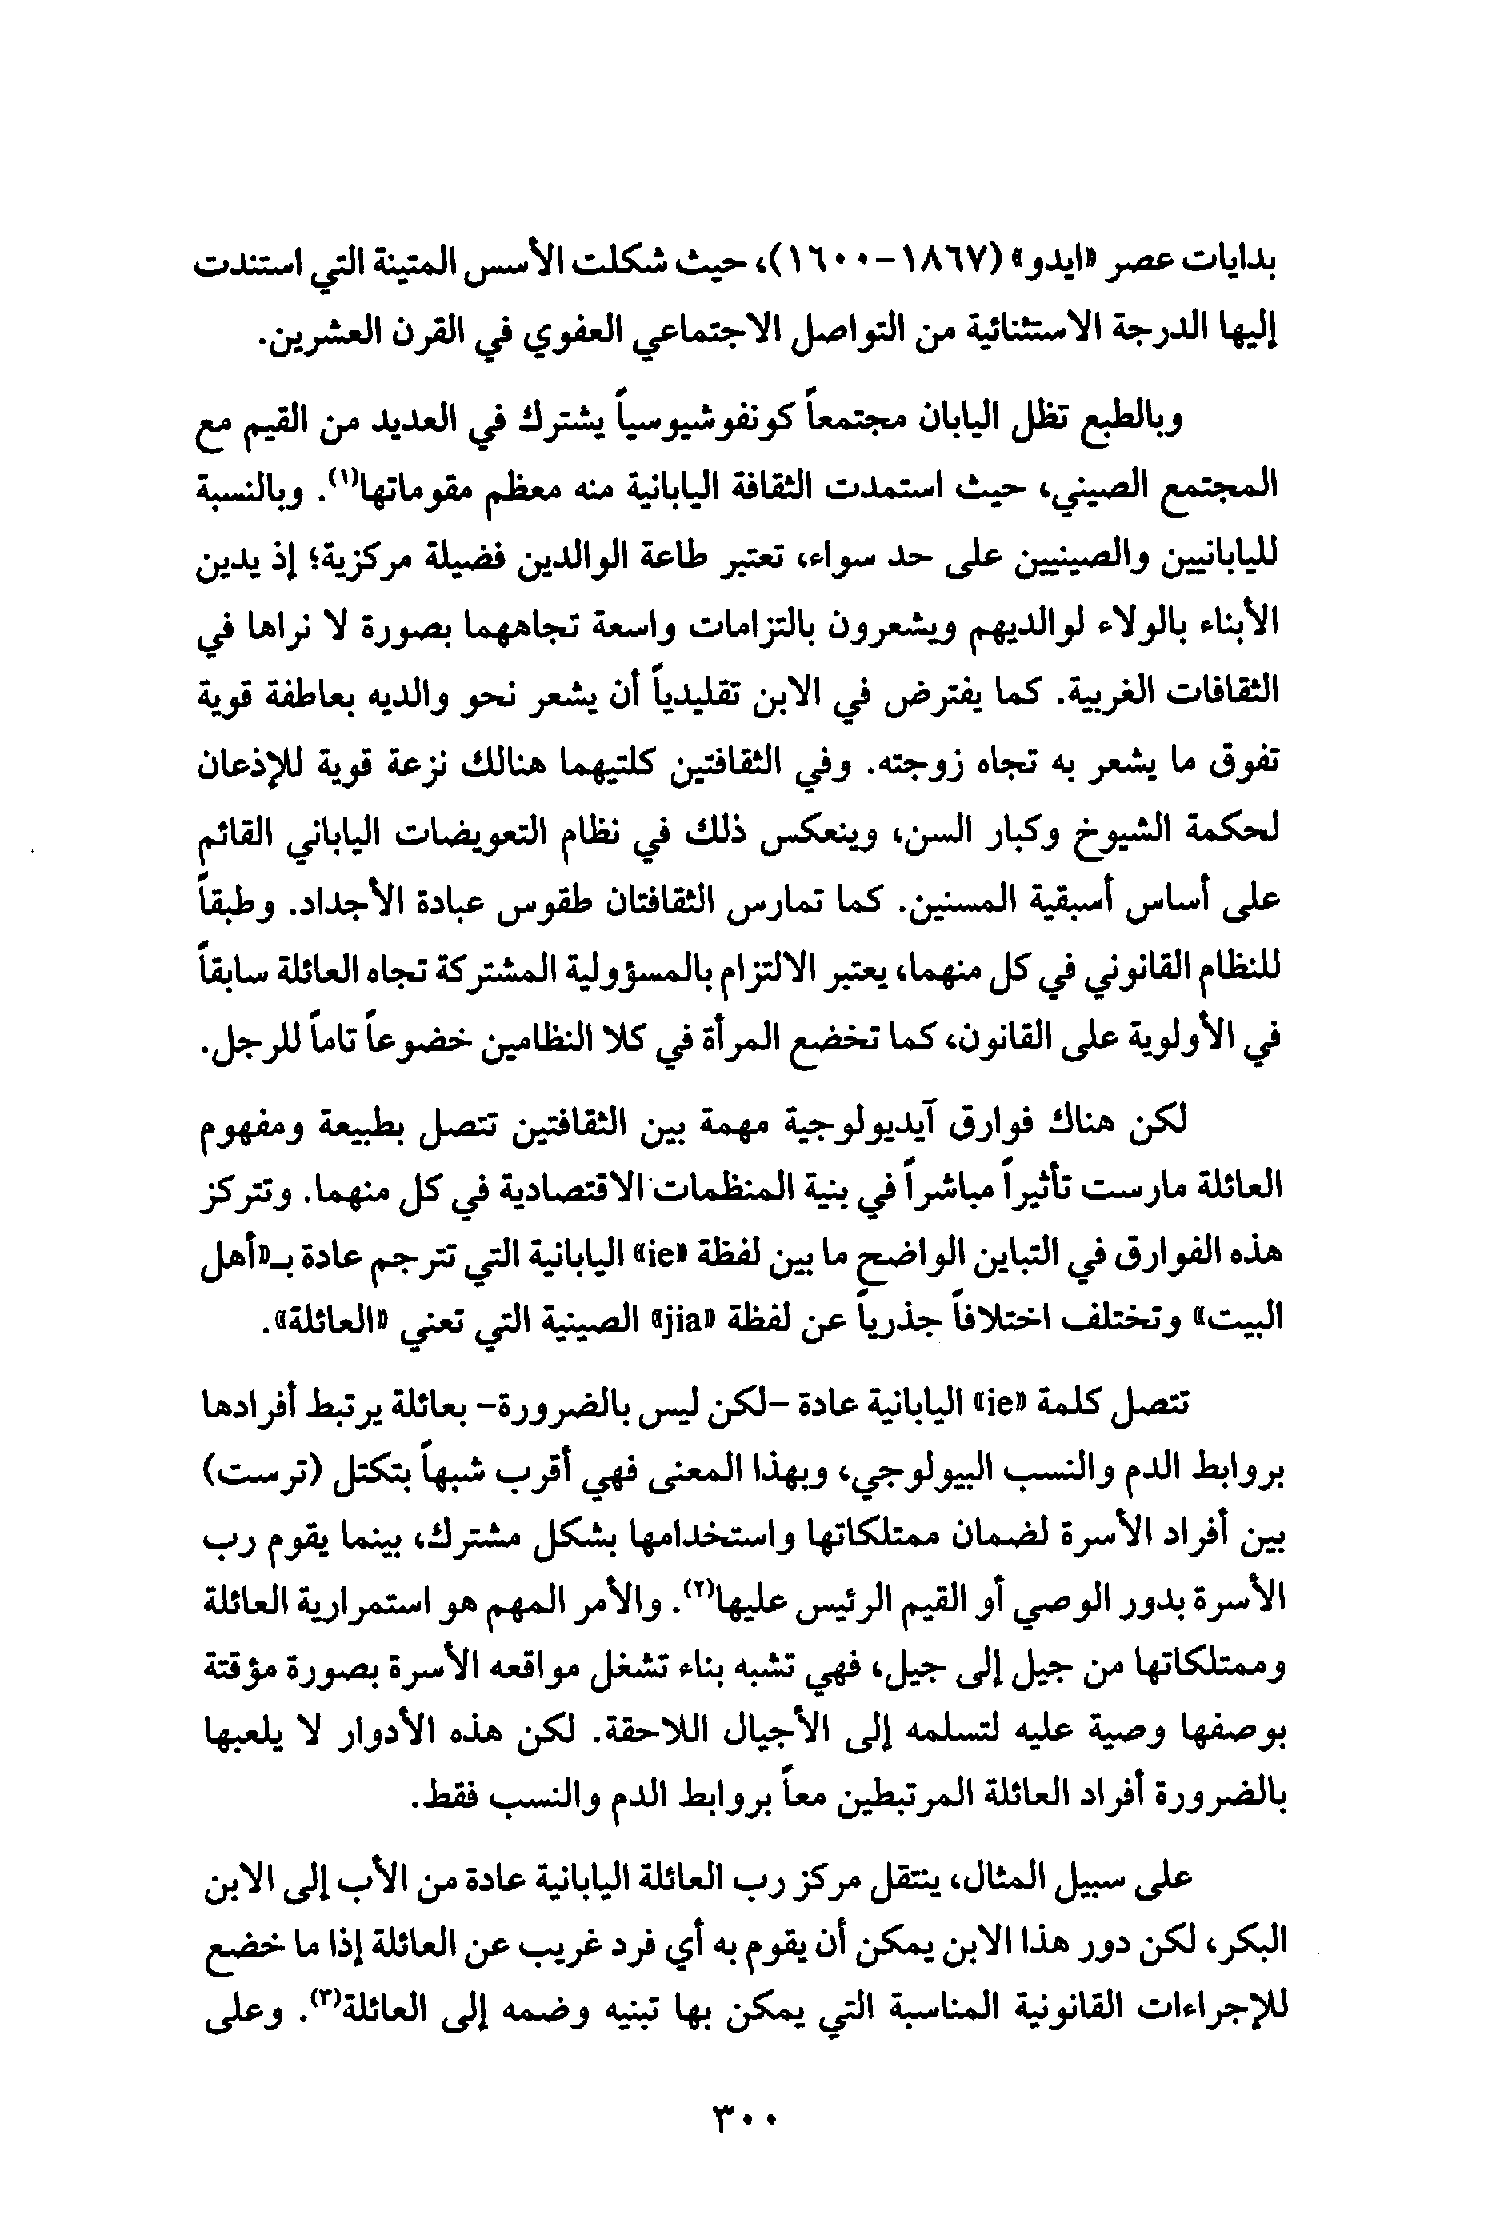 بدايات عصر «ايدو» (١٨٦٧-١٦٠٠)، حيث شكلت الأسس المتينة التي استندت
إليها الدرجة الاستثنائية من التواصل الاجتماعي العفوي في القرن العشرين.
وبالطبع تظل اليابان مجتمعاً كونفوشيوسياً يشترك في العديد من القيم مع
المجتمع الصيني، حيث استمدت الثقافة اليابانية منه معظم مقوماتها(١). وبالنسبة
لليابانيين والصينيين على حد سواء، تعتبر طاعة الوالدين فضيلة مركزية؛ إذ يدين
الأبناء بالولاء لوالديهم ويشعرون بالتزامات واسعة تجاههما بصورة لا نراها في
الثقافات الغربية. كما يفترض في الابن تقليدياً أن يشعر نحو والديه بعاطفة قوية
تفوق ما يشعر به تجاه زوجته. وفي الثقافتين كلتيهما هنالك نزعة قوية للإذعان
لحكمة الشيوخ وكبار السن، وينعكس ذلك في نظام التعويضات الياباني القائم
على أساس أسبقية المسنين. كما تمارس الثقافتان طقوس عبادة الأجداد. وطبقاً
للنظام القانوني في كل منهما، يعتبر الالتزام بالمسؤولية المشتركة تجاه العائلة سابقاً
في الأولوية على القانون، كما تخضع المرأة في كلا النظامين خضوعاً تاماً للرجل.
لكن هناك فوارق آيديولوجية مهمة بين الثقافتين تتصل بطبيعة ومفهوم
العائلة مارست تأثيراً مباشراً في بنية المنظمات الاقتصادية في كل منهما. وتتركز
هذه الفوارق في التباين الواضح ما بين لفظة «ie» اليابانية التي تترجم عادة بـ«أهل
البيت» وتختلف اختلافاً جذرياً عن لفظة «jia» الصينية التي تعني «العائلة».
تتصل كلمة «ie» اليابانية عادة -لكن ليس بالضرورة- بعائلة يرتبط أفرادها
بروابط الدم والنسب البيولوجي، وبهذا المعنى فهي أقرب شبهاً بتكتل (ترست)
بين أفراد الأسرة لضمان ممتلكاتها واستخدامها بشكل مشترك، بينما يقوم رب
الأسرة بدور الوصي أو القيم الرئيس عليها(٢). والأمر المهم هو استمرارية العائلة
وممتلكاتها من جيل إلى جيل، فهي تشبه بناء تشغل مواقعه الأسرة بصورة مؤقتة
بوصفها وصية عليه لتسلمه إلى الأجيال اللاحقة. لكن هذه الأدوار لا يلعبها
بالضرورة أفراد العائلة المرتبطين معاً بروابط الدم والنسب فقط.
على سبيل المثال، ينتقل مركز رب العائلة اليابانية عادة من الأب إلى الابن
البكر، لكن دور هذا الابن يمكن أن يقوم به أي فرد غريب عن العائلة إذا ما خضع
للإجراءات القانونية المناسبة التي يمكن بها تبنيه وضمه إلى العائلة(٣). وعلى
٣٠٠